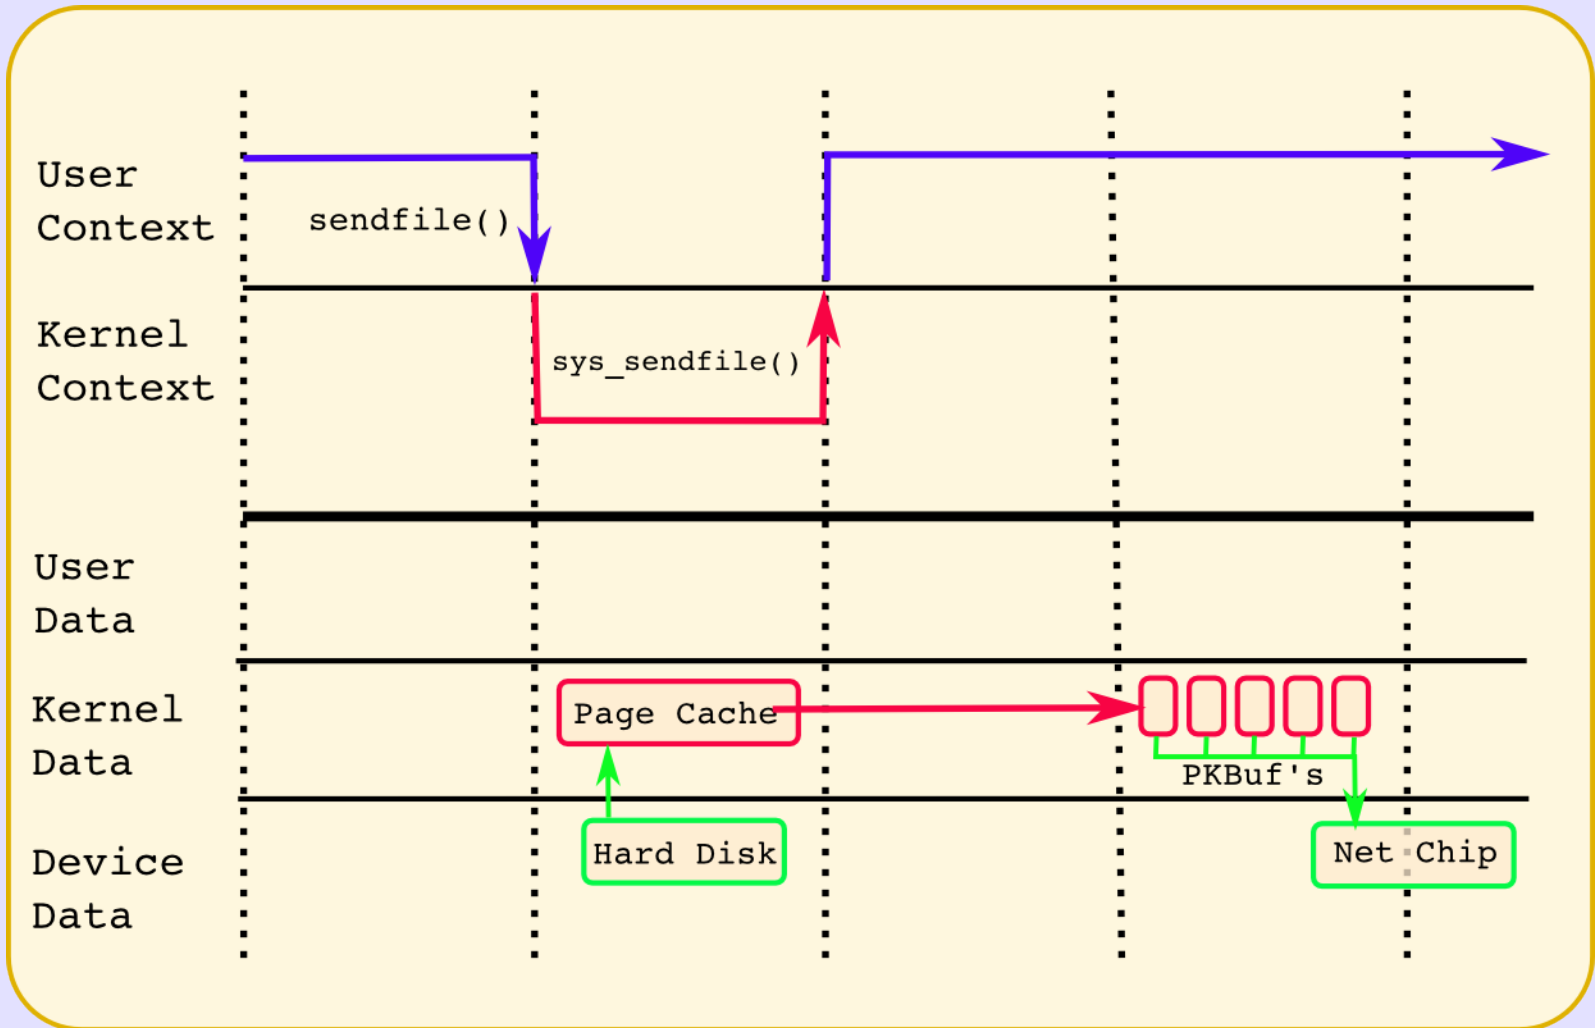 User
Context
sendfile()
Kernel
Context
sys_sendfile()
User
Data
Kernel
Data
Page Cache
PKBuf's
Device
Data
Hard Disk
Net Chip